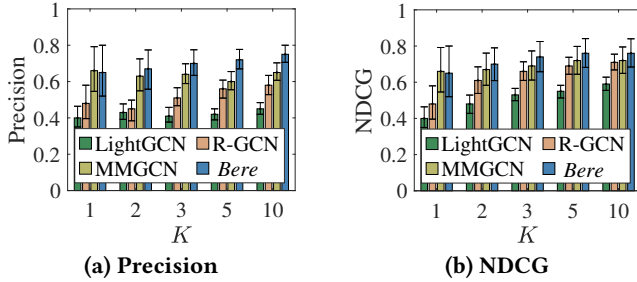 1
0.8
0.6
0.4
0.2
0
Precision
LightGCN R-GCN
MMGCN Bere
1 2 3 5 10
K
(a) Precision
1
0.8
0.6
0.4
0.2
0
NDCG
LightGCN R-GCN
MMGCN Bere
1 2 3 5 10
K
(b) NDCG